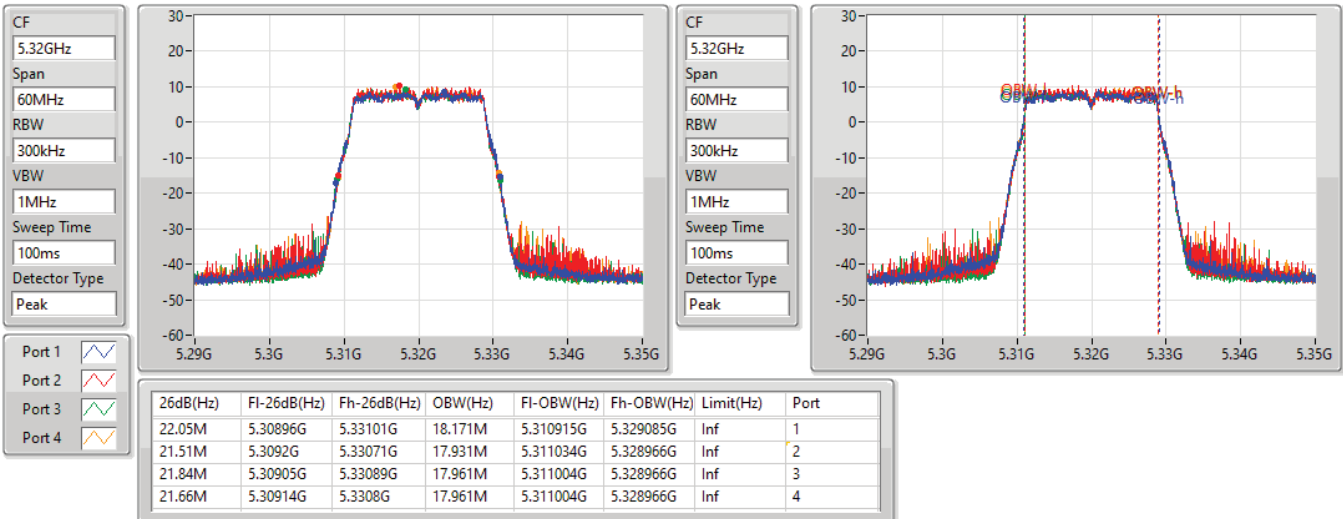 CF
5.32GHz
Span
60MHz
RBW
300kHz
VBW
1MHz
Sweep Time
100ms
Detector Type
Peak
30
20
10
0
-10
-20
-30
-40
-50
-60
5.29G 5.3G 5.31G 5.32G 5.33G 5.34G 5.35G
CF
5.32GHz
Span
60MHz
RBW
300kHz
VBW
1MHz
Sweep Time
100ms
Detector Type
Peak
30
20
10
0
-10
-20
-30
-40
-50
-60
OBW-h
5.29G 5.3G 5.31G 5.32G 5.33G 5.34G 5.35G
Port 1
Port 2
Port 3
Port 4
26dB(Hz) Fl-26dB(Hz) Fh-26dB(Hz) OBW(Hz) Fl-OBW(Hz) Fh-OBW(Hz) Limit(Hz) Port
22.05M 5.30896G 5.33101G 18.171M 5.310915G 5.329085G Inf 1
21.51M 5.3092G 5.33071G 17.931M 5.311034G 5.328966G Inf 2
21.84M 5.30905G 5.33089G 17.961M 5.311004G 5.328966G Inf 3
21.66M 5.30914G 5.3308G 17.961M 5.311004G 5.328966G Inf 4